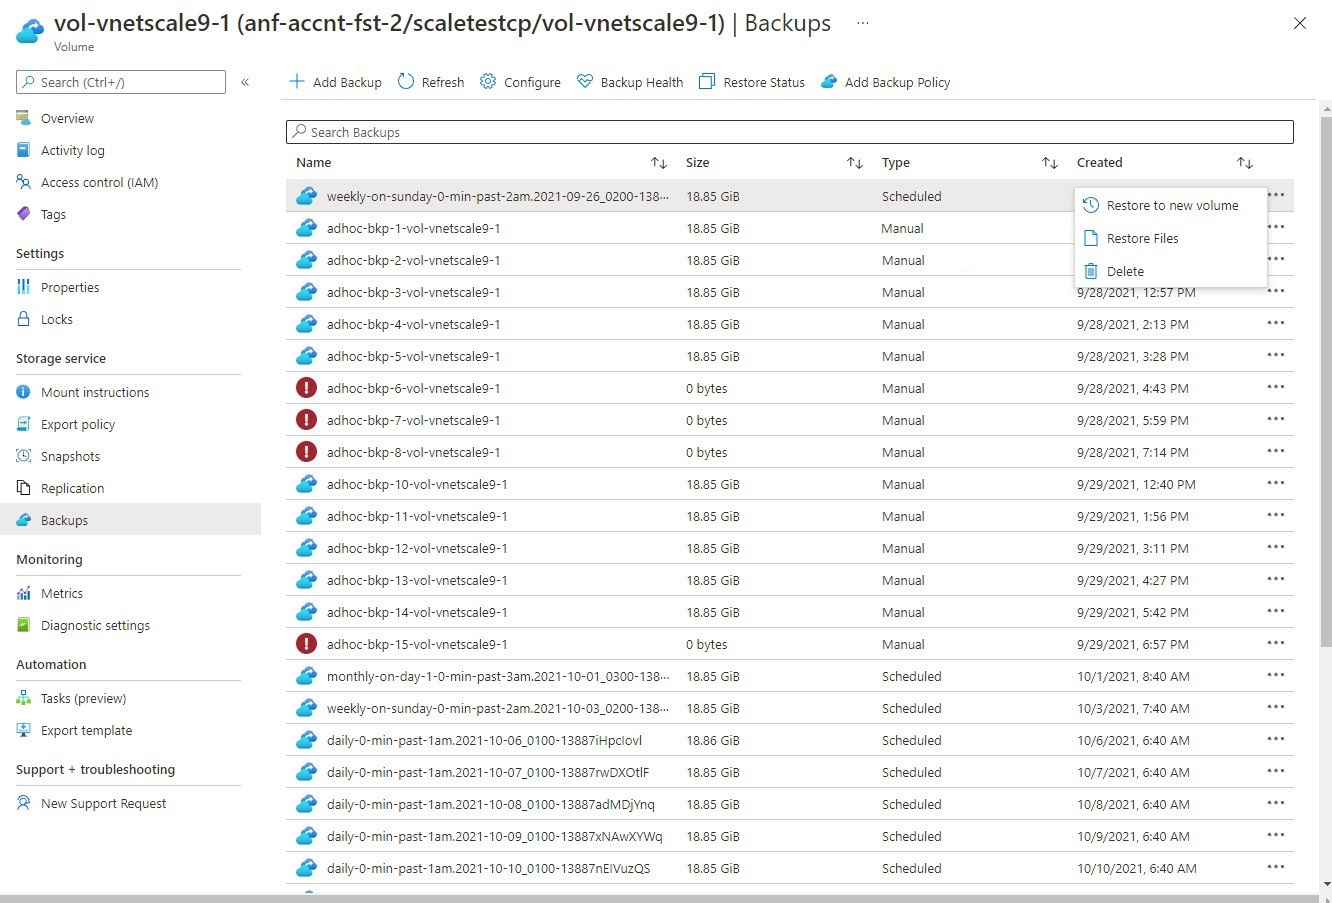 vol-vnetscale9-1 (anf-accnt-fst-2/scaletestcp/vol-vnetscale9-1) | Backups ...
Volume
Search (Ctrl+/)
«
Overview
Activity log
Access control (IAM)
Tags
Settings
Properties
Locks
Storage service
Mount instructions
Export policy
Snapshots
Replication
Backups
Monitoring
Metrics
Diagnostic settings
Automation
Tasks (preview)
Export template
Support + troubleshooting
New Support Request
Add Backup Refresh Configure Backup Health Restore Status Add Backup Policy
Search Backups
Name Size Type Created
weekly-on-sunday-0-min-past-2am.2021-09-26_0200-138... 18.85 GiB Scheduled
adhoc-bkp-1-vol-vnetscale9-1 18.85 GiB Manual
adhoc-bkp-2-vol-vnetscale9-1 18.85 GiB Manual
Restore to new volume
Restore Files
Delete
adhoc-bkp-3-vol-vnetscale9-1 18.85 GiB Manual 9/28/2021, 12:57 PM
adhoc-bkp-4-vol-vnetscale9-1 18.85 GiB Manual 9/28/2021, 2:13 PM
adhoc-bkp-5-vol-vnetscale9-1 18.85 GiB Manual 9/28/2021, 3:28 PM
adhoc-bkp-6-vol-vnetscale9-1 0 bytes Manual 9/28/2021, 4:43 PM
adhoc-bkp-7-vol-vnetscale9-1 0 bytes Manual 9/28/2021, 5:59 PM
adhoc-bkp-8-vol-vnetscale9-1 0 bytes Manual 9/28/2021, 7:14 PM
adhoc-bkp-10-vol-vnetscale9-1 18.85 GiB Manual 9/29/2021, 12:40 PM
adhoc-bkp-11-vol-vnetscale9-1 18.85 GiB Manual 9/29/2021, 1:56 PM
adhoc-bkp-12-vol-vnetscale9-1 18.85 GiB Manual 9/29/2021, 3:11 PM
adhoc-bkp-13-vol-vnetscale9-1 18.85 GiB Manual 9/29/2021, 4:27 PM
adhoc-bkp-14-vol-vnetscale9-1 18.85 GiB Manual 9/29/2021, 5:42 PM
adhoc-bkp-15-vol-vnetscale9-1 0 bytes Manual 9/29/2021, 6:57 PM
monthly-on-day-1-0-min-past-3am.2021-10-01_0300-138... 18.85 GiB Scheduled 10/1/2021, 8:40 AM
weekly-on-sunday-0-min-past-2am.2021-10-03_0200-138... 18.85 GiB Scheduled 10/3/2021, 7:40 AM
daily-0-min-past-1am.2021-10-06_0100-13887iHpcIovl 18.86 GiB Scheduled 10/6/2021, 6:40 AM
daily-0-min-past-1am.2021-10-07_0100-13887rwDXOtlF 18.85 GiB Scheduled 10/7/2021, 6:40 AM
daily-0-min-past-1am.2021-10-08_0100-13887adMDjYnq 18.85 GiB Scheduled 10/8/2021, 6:40 AM
daily-0-min-past-1am.2021-10-09_0100-13887xNAwXYWq 18.85 GiB Scheduled 10/9/2021, 6:40 AM
daily-0-min-past-1am.2021-10-10_0100-13887nEIVuzQS 18.85 GiB Scheduled 10/10/2021, 6:40 AM